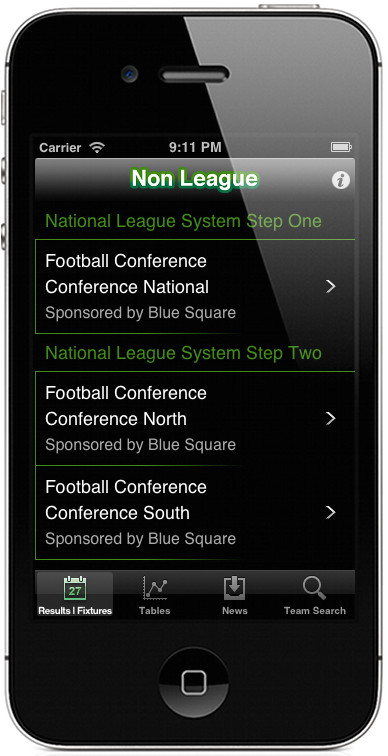 Carrier 9:11 PM
Non League
i
National League System Step One
Football Conference
Conference National
Sponsored by Blue Square
National League System Step Two
Football Conference
Conference North
Sponsored by Blue Square
Football Conference
Conference South
Sponsored by Blue Square
27
Results | Fixtures Tables News Team Search